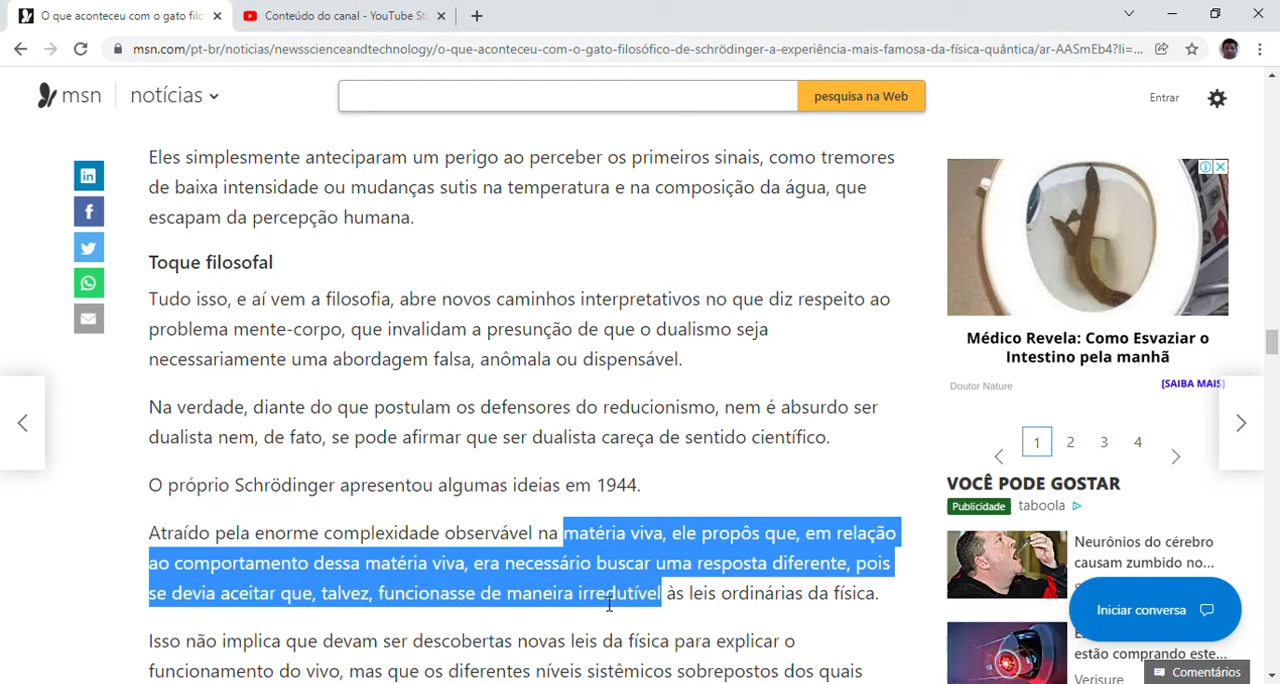 O que aconteceu com o gato filo
Conteúdo do canal - YouTube St
msn.com/pt-br/noticias/newsscienceandtechnology/o-que-aconteceu-com-o-gato-filosófico-de-schrödinger-a-experiência-mais-famosa-da-física-quântica/ar-AASmEb4?li=...
msn
notícias
pesquisa na Web
Entrar
Eles simplesmente anteciparam um perigo ao perceber os primeiros sinais, como tremores
de baixa intensidade ou mudanças sutis na temperatura e na composição da água, que
escapam da percepção humana.
Toque filosofal
Tudo isso, e aí vem a filosofia, abre novos caminhos interpretativos no que diz respeito ao
problema mente-corpo, que invalidam a presunção de que o dualismo seja
necessariamente uma abordagem falsa, anômala ou dispensável.
Na verdade, diante do que postulam os defensores do reducionismo, nem é absurdo ser
dualista nem, de fato, se pode afirmar que ser dualista careça de sentido científico.
O próprio Schrödinger apresentou algumas ideias em 1944.
Atraído pela enorme complexidade observável na matéria viva, ele propôs que, em relação
ao comportamento dessa matéria viva, era necessário buscar uma resposta diferente, pois
se devia aceitar que, talvez, funcionasse de maneira irredutível às leis ordinárias da física.
Isso não implica que devam ser descobertas novas leis da física para explicar o
funcionamento do vivo, mas que os diferentes níveis sistêmicos sobrepostos dos quais
Médico Revela: Como Esvaziar o
Intestino pela manhã
Doutor Nature
[SAIBA MAIS]
1 2 3 4
VOCÊ PODE GOSTAR
Publicidade taboola
Neurônios do cérebro
causam zumbido no...
Iniciar conversa
estão comprando este...
Verisure
Comentários